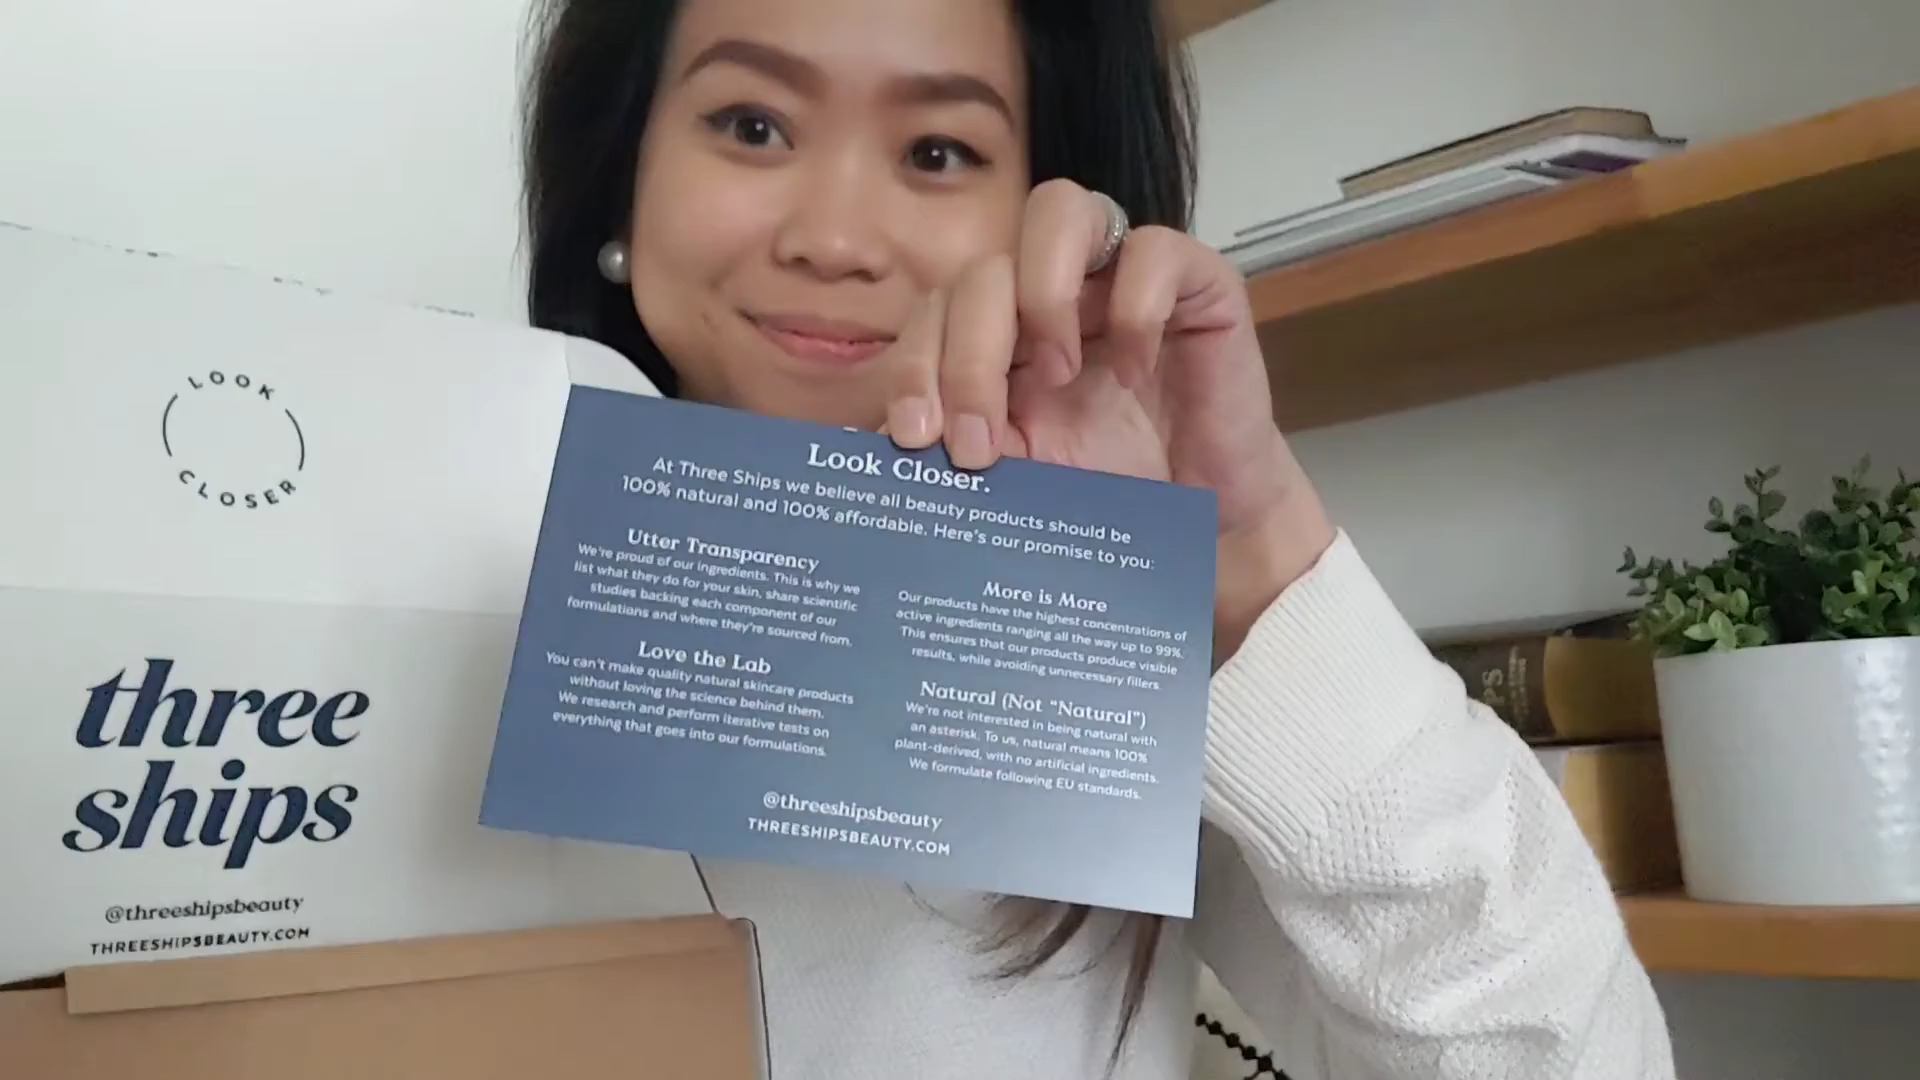 LOOK
CLOSER
three
ships
@threeshipsbeauty
THREESHIPSBEAUTY.COM
Look Closer.
At Three Ships we believe all beauty products should be
100% natural and 100% affordable. Here's our promise to you:
Utter Transparency
We're proud of our ingredients. This is why we
list what they do for your skin, share scientific
studies backing each component of our
formulations and where they're sourced from.
Love the Lab
You can't make quality natural skincare products
without loving the science behind them.
We research and perform iterative tests on
everything that goes into our formulations.
More is More
Our products have the highest concentrations of
active ingredients ranging all the way up to 99%.
This ensures that our products produce visible
results, while avoiding unnecessary fillers.
Natural (Not "Natural")
We're not interested in being natural with
an asterisk. To us, natural means 100%
plant-derived, with no artificial ingredients.
We formulate following EU standards.
@threeshipsbeauty
THREESHIPSBEAUTY.COM